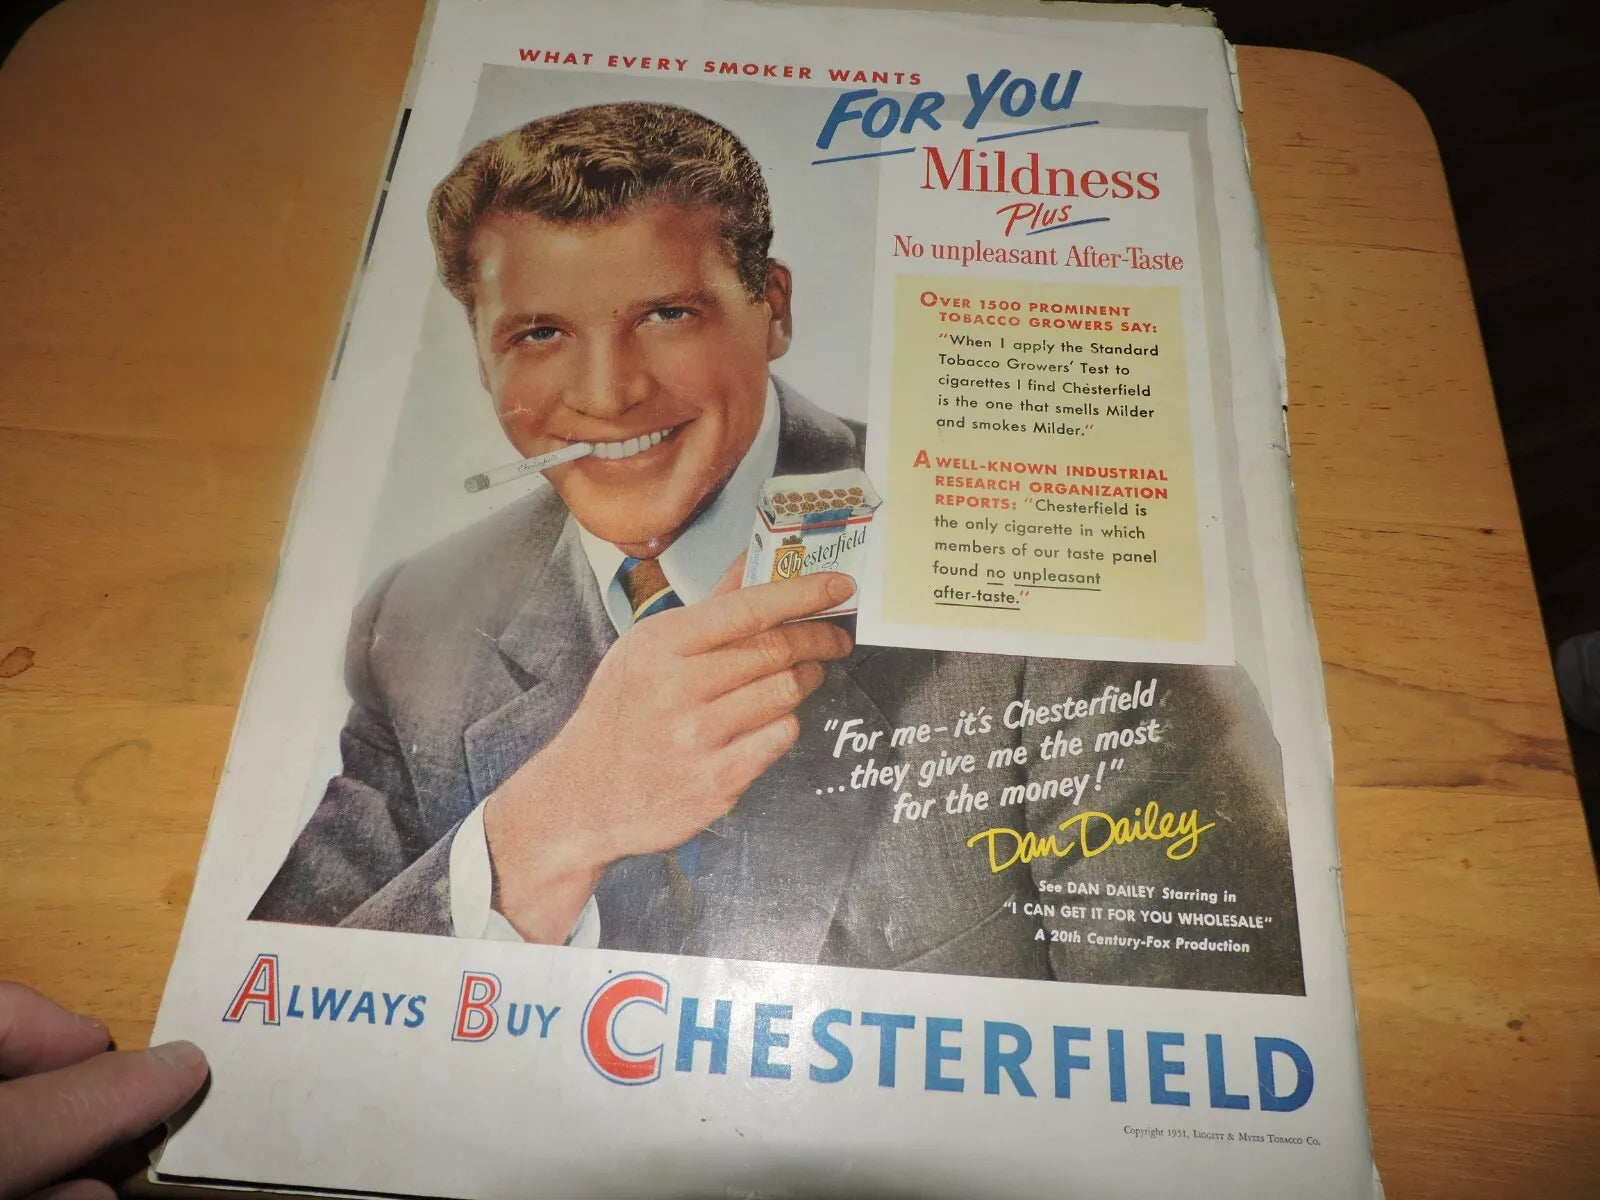 WHAT EVERY SMOKER WANTS
FOR YOU
Mildness
Plus
No unpleasant After-Taste
OVER 1500 PROMINENT
TOBACCO GROWERS SAY:
"When I apply the Standard
Tobacco Growers' Test to
cigarettes I find Chesterfield
is the one that smells Milder
and smokes Milder."
A WELL-KNOWN INDUSTRIAL
RESEARCH ORGANIZATION
REPORTS: "Chesterfield is
the only cigarette in which
members of our taste panel
found no unpleasant
after-taste."
Chesterfield
Chesterfield
"For me-it's Chesterfield
...they give me the most
for the money!"
Dan Dailey
See DAN DAILEY Starring in
"I CAN GET IT FOR YOU WHOLESALE"
A 20th Century-Fox Production
ALWAYS BUY CHESTERFIELD
Copyright 1951, LIGGETT & MYERS TOBACCO CO.